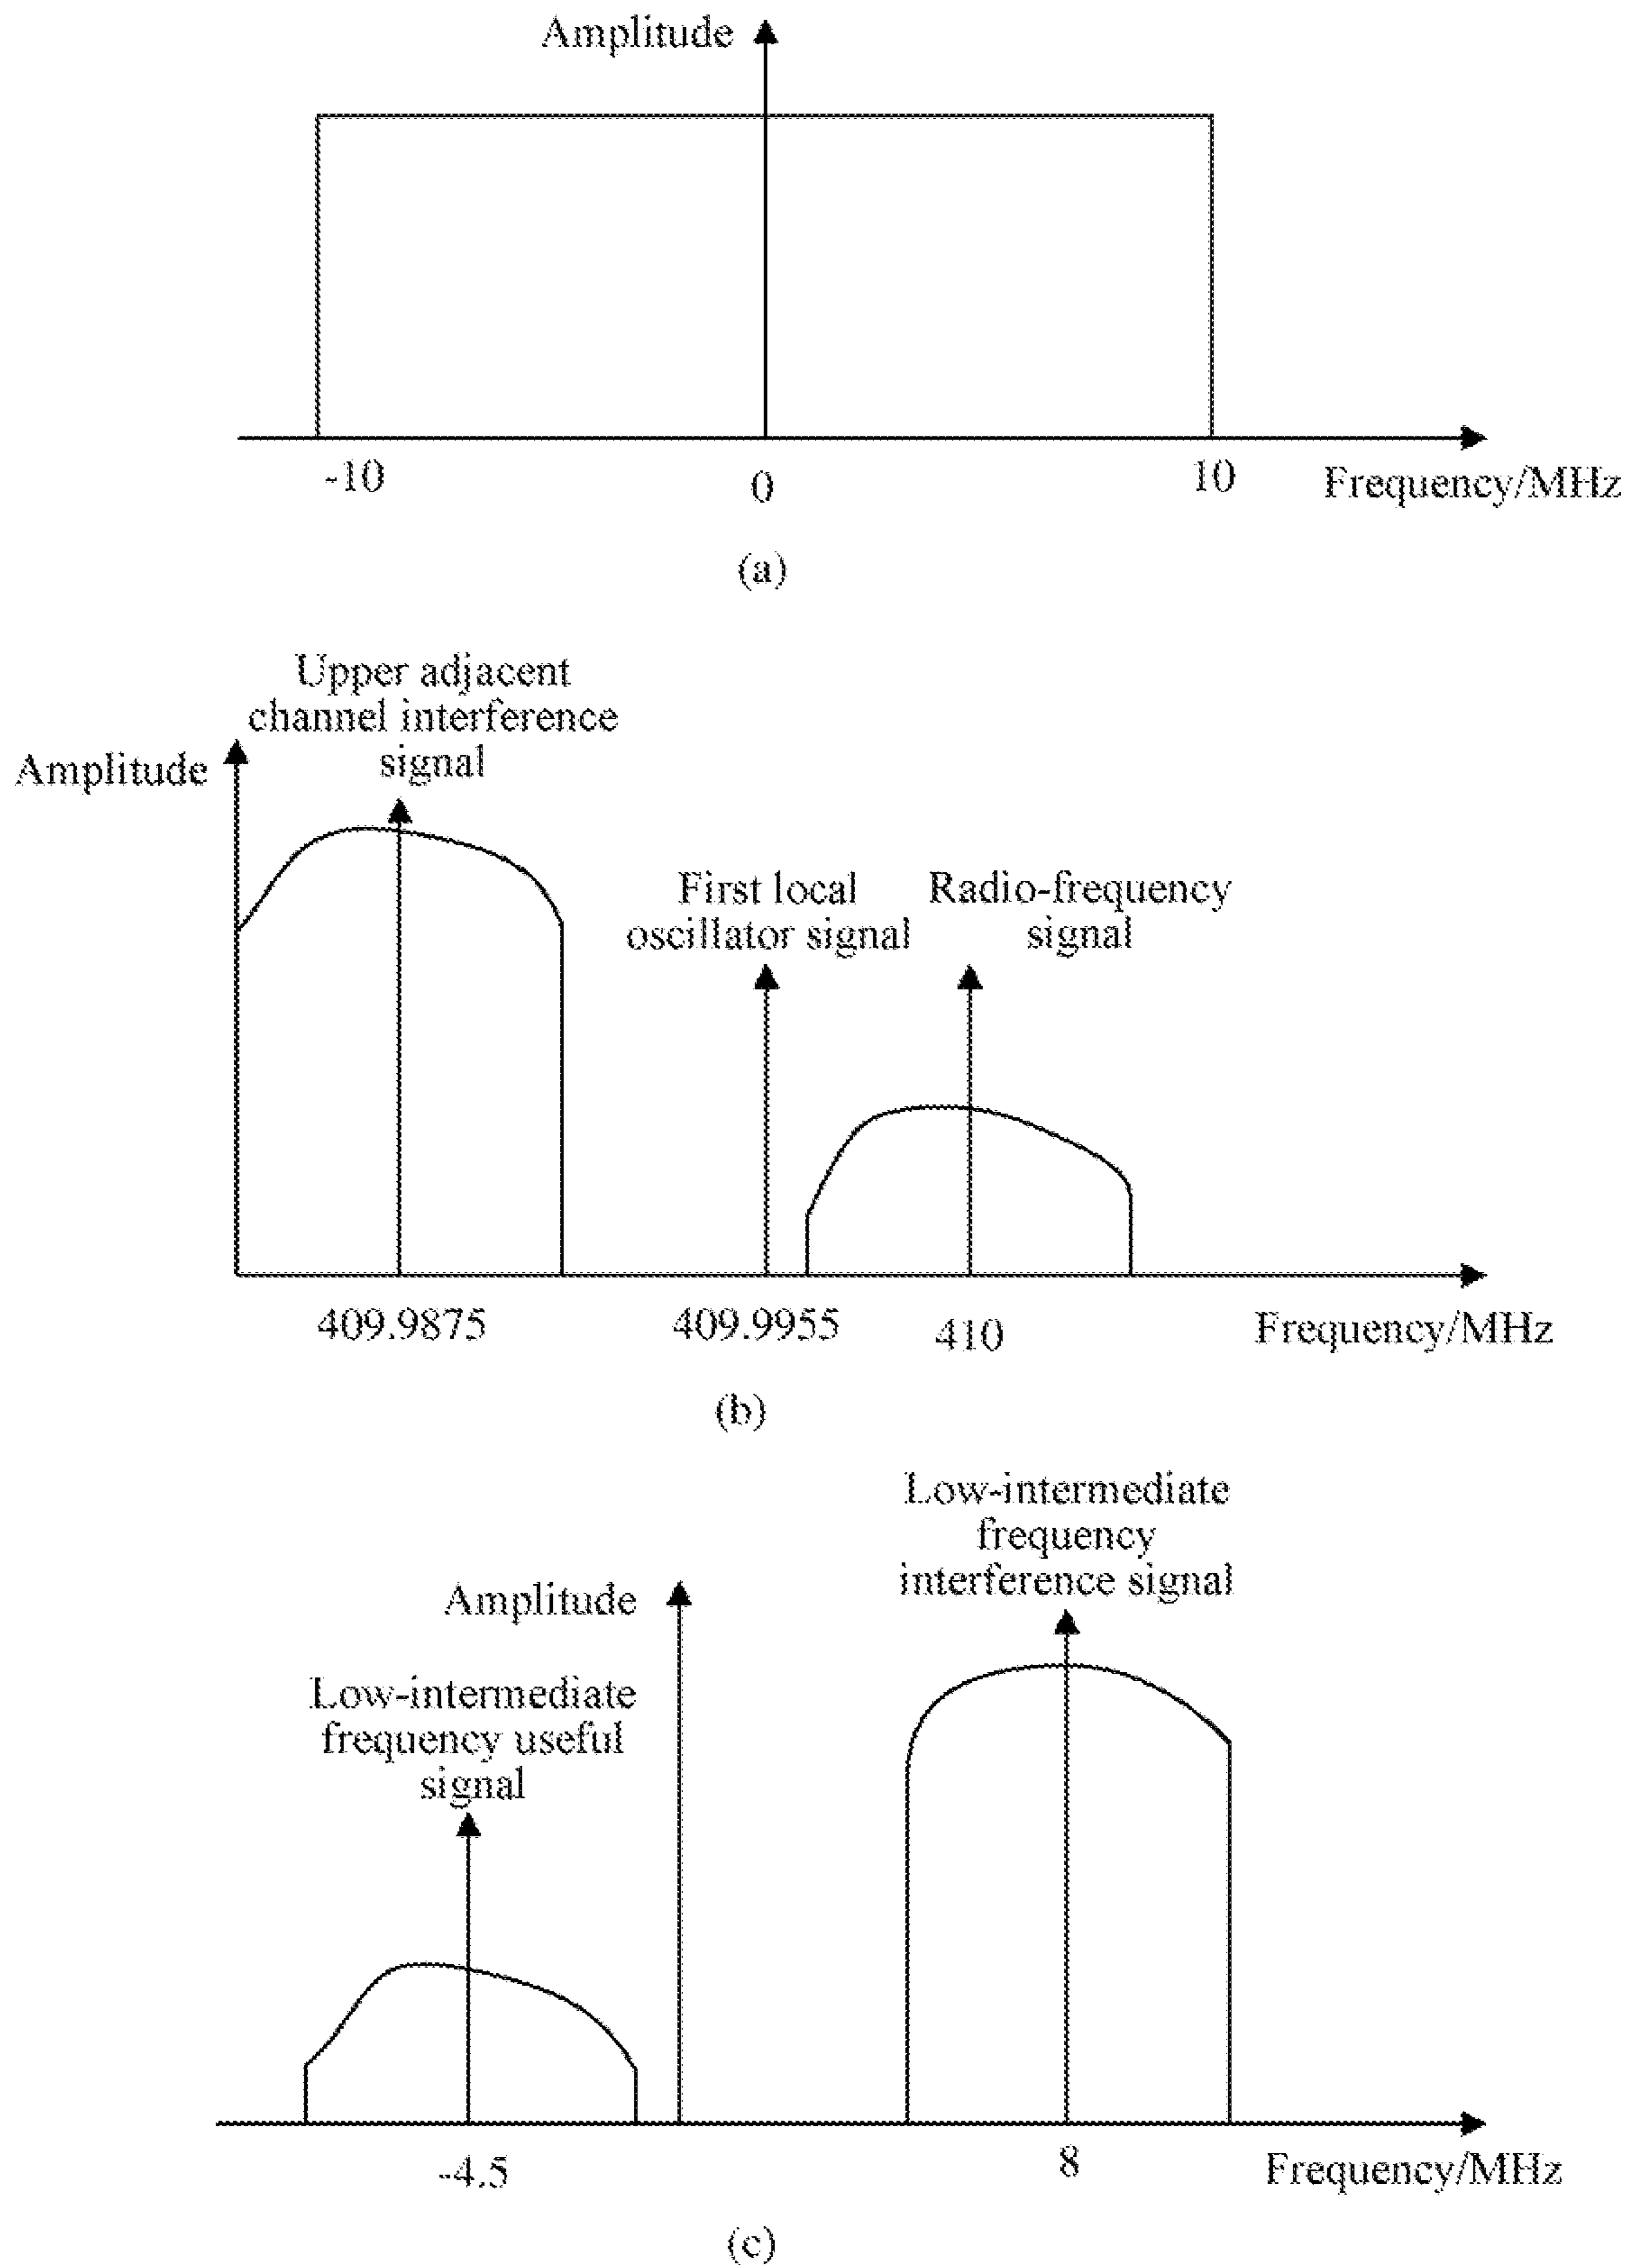 Amplitude
-10
0
10
Frequency/MHz
(a)
Upper adjacent
channel interference
signal
Amplitude
First local
oscillator signal
Radio-frequency
signal
409.9875
409.9955
410
Frequency/MHz
(b)
Low-intermediate
frequency
interference signal
Amplitude
Low-intermediate
frequency useful
signal
-4.5
8
Frequency/MHz
(c)